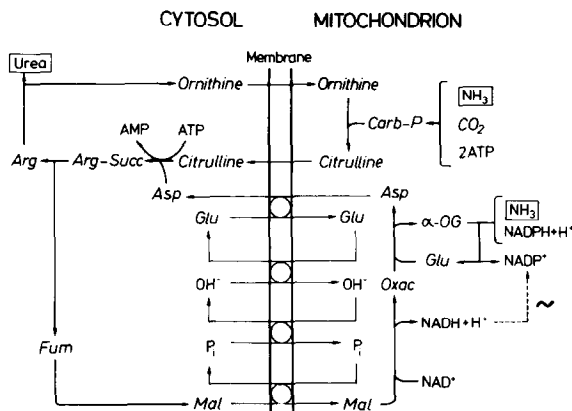 CYTOSOL MITOCHONDRION
Membrane
Urea
Ornithine Ornithine
NH₃
AMP ATP Carb-P CO₂
2ATP
Arg Arg-Succ Citrulline Citrulline
Asp Asp
Glu Glu α-OG NH₃
NADPH+H⁺
Glu NADP⁺
OH⁻ OH⁻ Oxac
~
NADH+H⁺
Fum Pᵢ Pᵢ
NAD⁺
Mal Mal